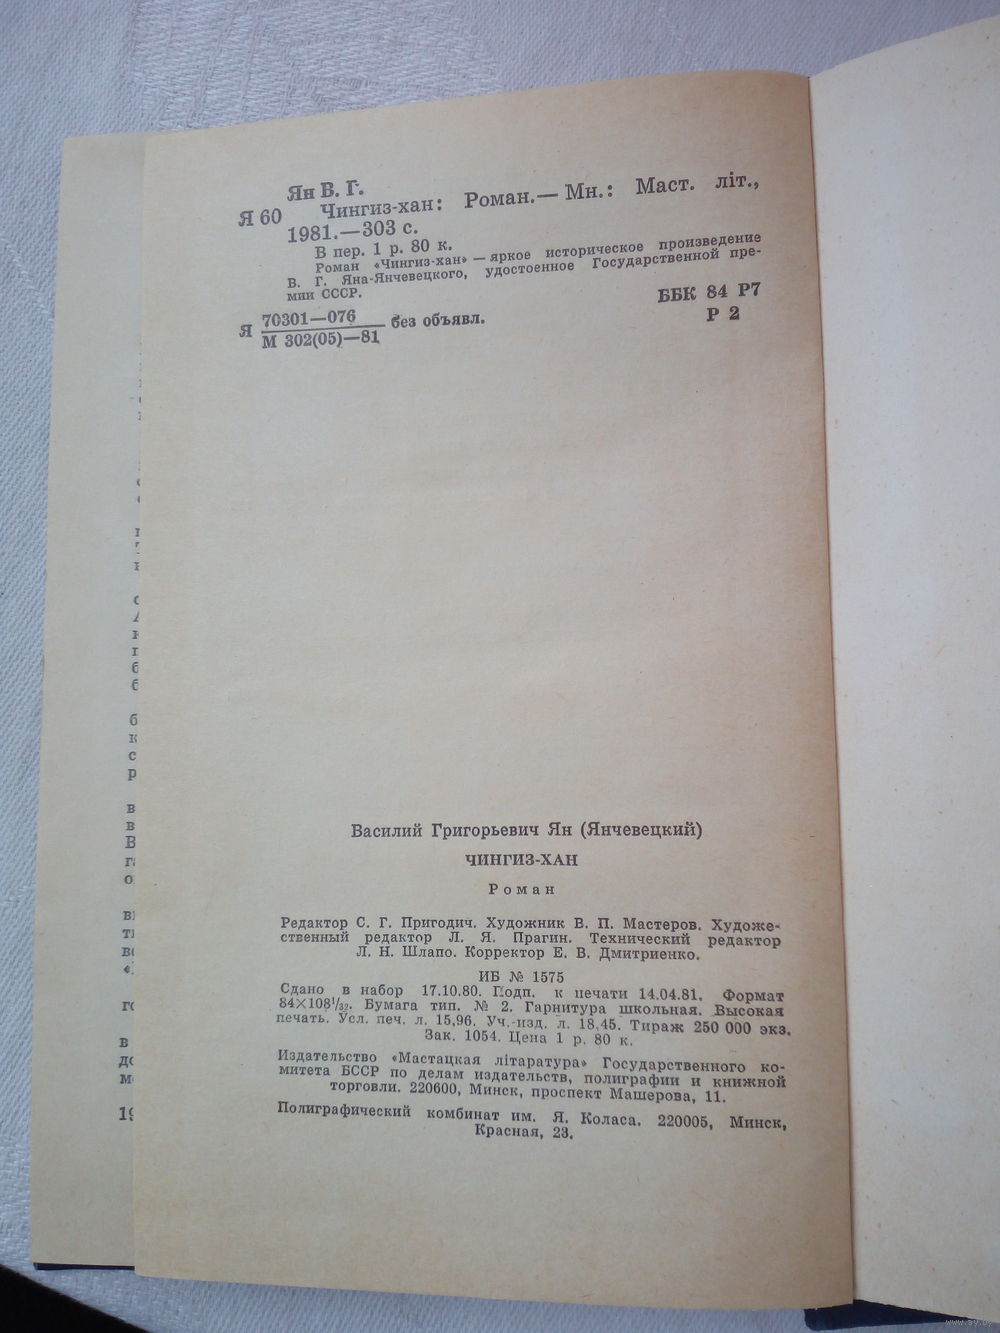 Ян В. Г.
Я 60 Чингиз-хан: Роман.— Мн.: Маст. літ.,
1981.—303 с.
В пер. 1 р. 80 к.
Роман «Чингиз-хан» — яркое историческое произведение
В. Г. Яна-Янчевецкого, удостоенное Государственной пре-
мии СССР.
Я 70301—076 без объявл.
М 302(05)—81
ББК 84 Р7
Р 2
Василий Григорьевич Ян (Янчевецкий)
ЧИНГИЗ-ХАН
Роман
Редактор С. Г. Пригодич. Художник В. П. Мастеров. Художе-
ственный редактор Л. Я. Прагин. Технический редактор
Л. Н. Шлапо. Корректор Е. В. Дмитриенко.
ИБ № 1575
Сдано в набор 17.10.80. Подп. к печати 14.04.81. Формат
84×108¹/₃₂. Бумага тип. № 2. Гарнитура школьная. Высокая
печать. Усл. печ. л. 15,96. Уч.-изд. л. 18,45. Тираж 250 000 экз.
Зак. 1054. Цена 1 р. 80 к.
Издательство «Мастацкая літаратура» Государственного ко-
митета БССР по делам издательств, полиграфии и книжной
торговли. 220600, Минск, проспект Машерова, 11.
Полиграфический комбинат им. Я. Коласа. 220005, Минск,
Красная, 23.